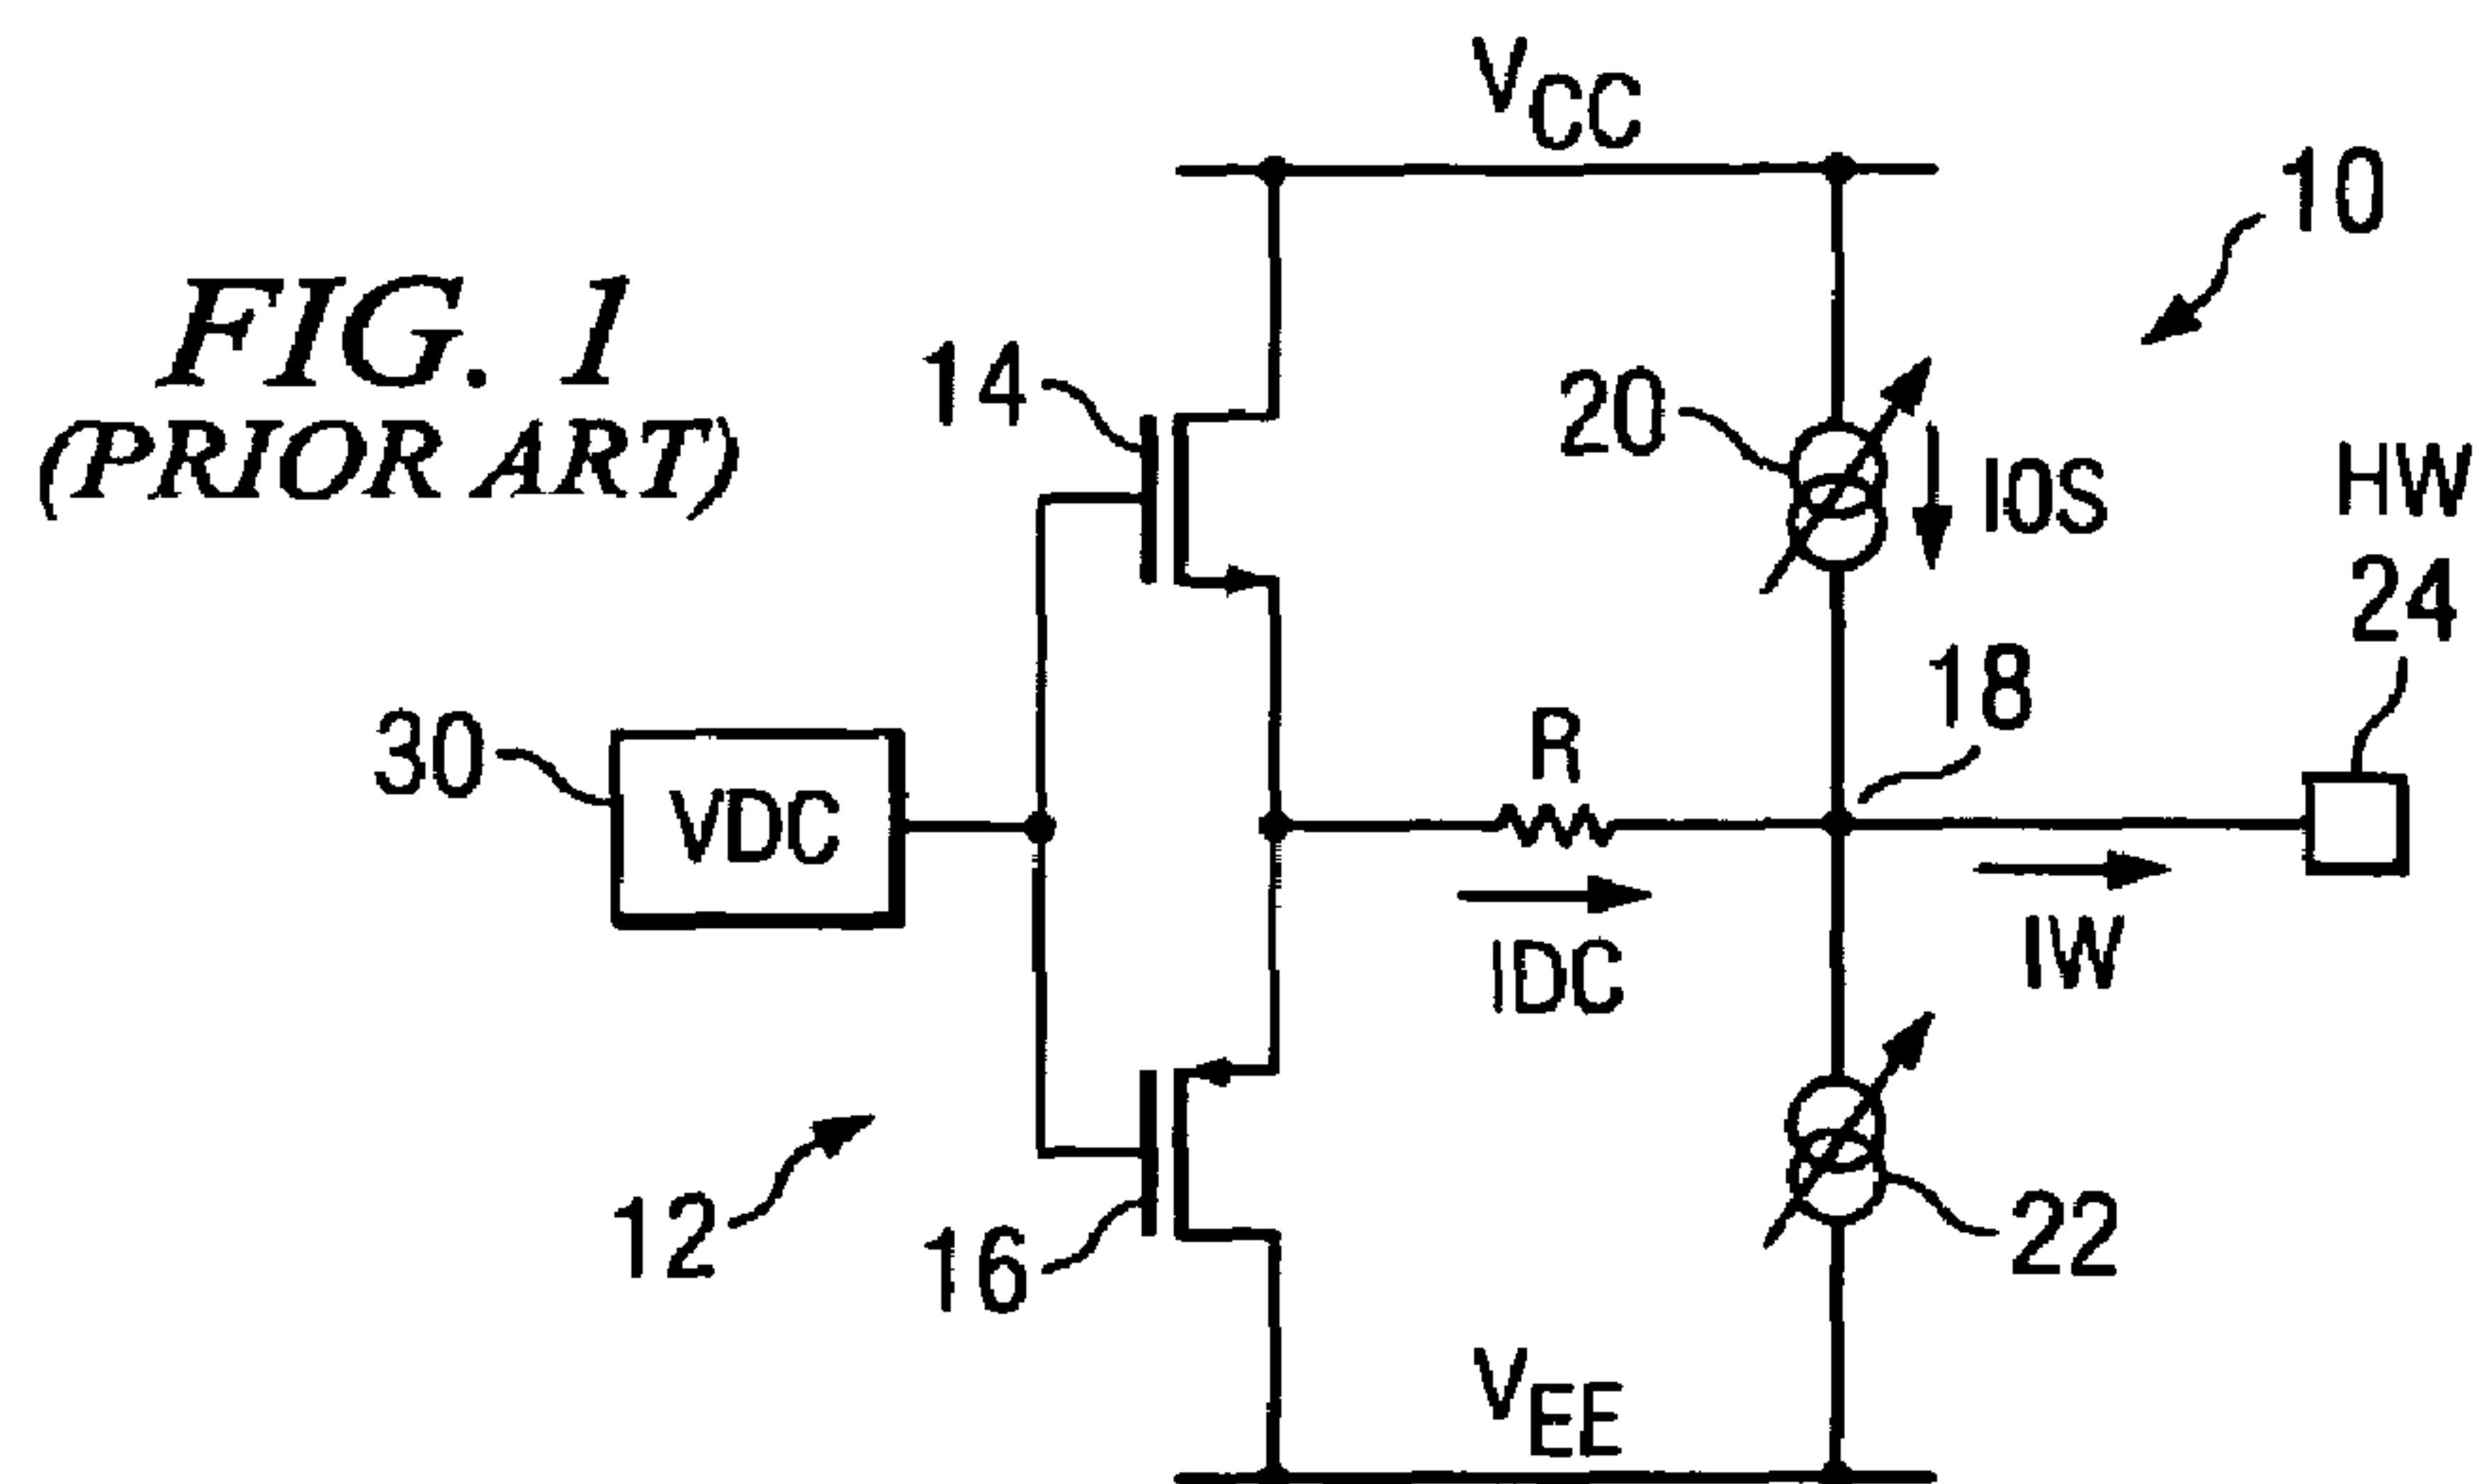 V_CC
10
FIG. 1
(PRIOR ART)
14
20
IOS
HW
24
18
30
VDC
R
IDC
IW
12
16
22
V_EE